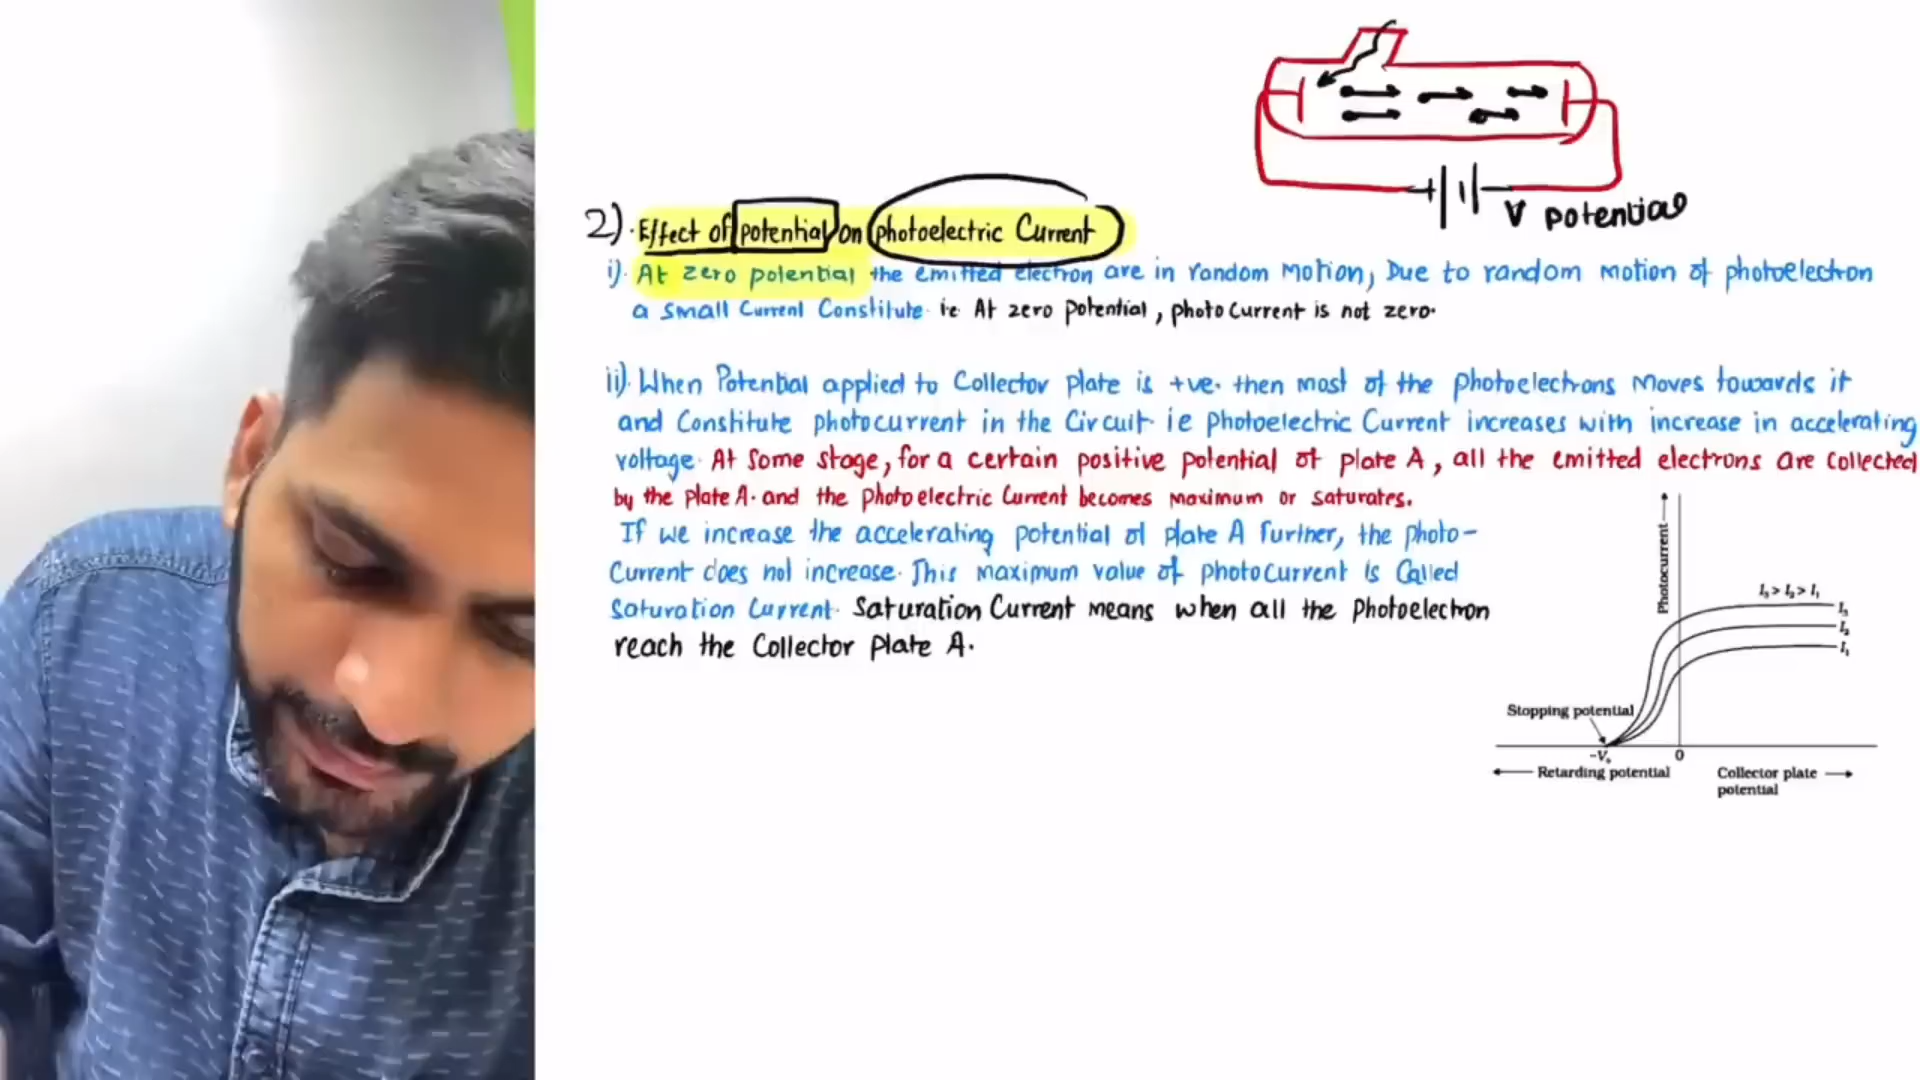 V potential
2). Effect of potential on photoelectric Current
i). At zero potential the emitted electron are in random motion, Due to random motion of photoelectron
a small Current Constitute i.e At zero Potential, photo Current is not zero.
ii). When Potential applied to Collector plate is +ve. then most of the photoelectrons Moves towards it
and Constitute photocurrent in the Circuit ie Photoelectric Current increases with increase in accelerating
voltage. At Some stage, for a certain positive potential of plate A, all the emitted electrons are collected
by the plate A. and the photoelectric Current becomes maximum or saturates.
If we increase the accelerating potential of plate A further, the photo-
Current does not increase. This maximum value of photocurrent is Called
Saturation Current. Saturation Current means when all the Photoelectron
reach the Collector plate A.
Photocurrent
I₃ > I₂ > I₁
I₃
I₂
I₁
Stopping potential
-V₀
0
Retarding potential
Collector plate
potential